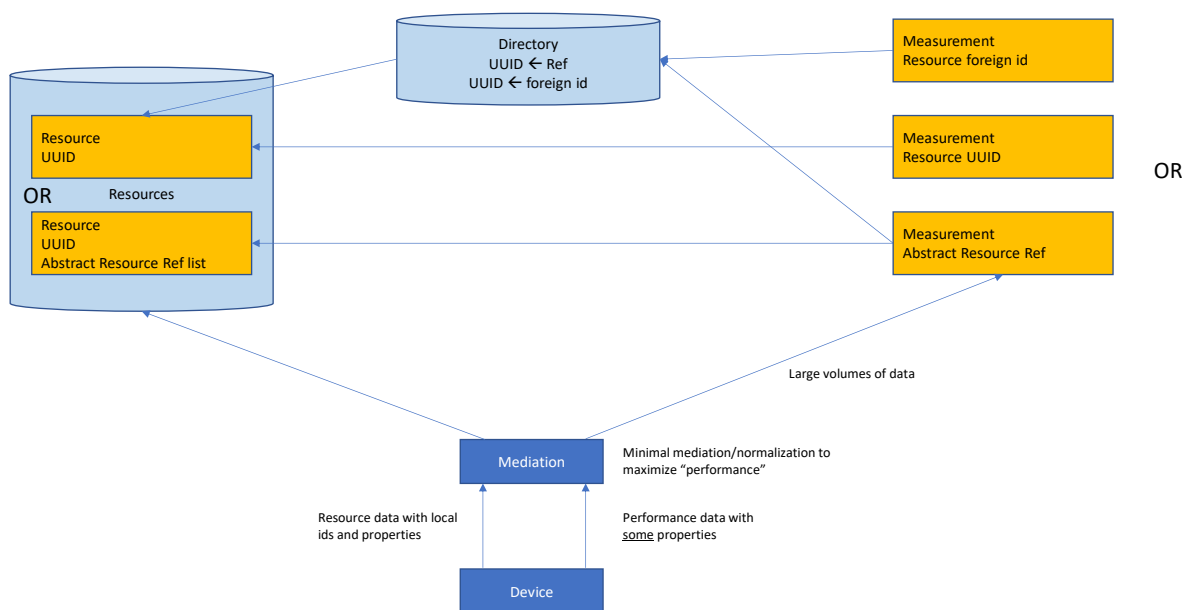 Directory
UUID ← Ref
UUID ← foreign id
Measurement
Resource foreign id
Resource
UUID
Measurement
Resource UUID
OR
OR
Resources
Resource
UUID
Abstract Resource Ref list
Measurement
Abstract Resource Ref
Large volumes of data
Mediation
Minimal mediation/normalization to
maximize “performance”
Resource data with local
ids and properties
Performance data with
some properties
Device